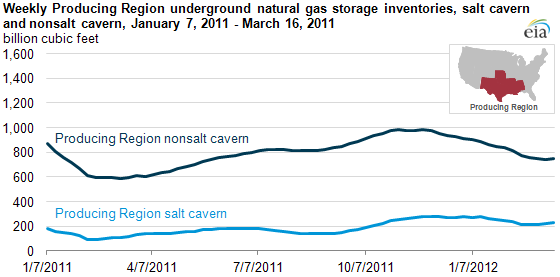 Weekly Producing Region underground natural gas storage inventories, salt cavern
and nonsalt cavern, January 7, 2011 - March 16, 2011
billion cubic feet
eia
1,600
1,400
1,200
1,000
800
600
400
200
0
Producing Region
Producing Region nonsalt cavern
Producing Region salt cavern
1/7/2011
4/7/2011
7/7/2011
10/7/2011
1/7/2012